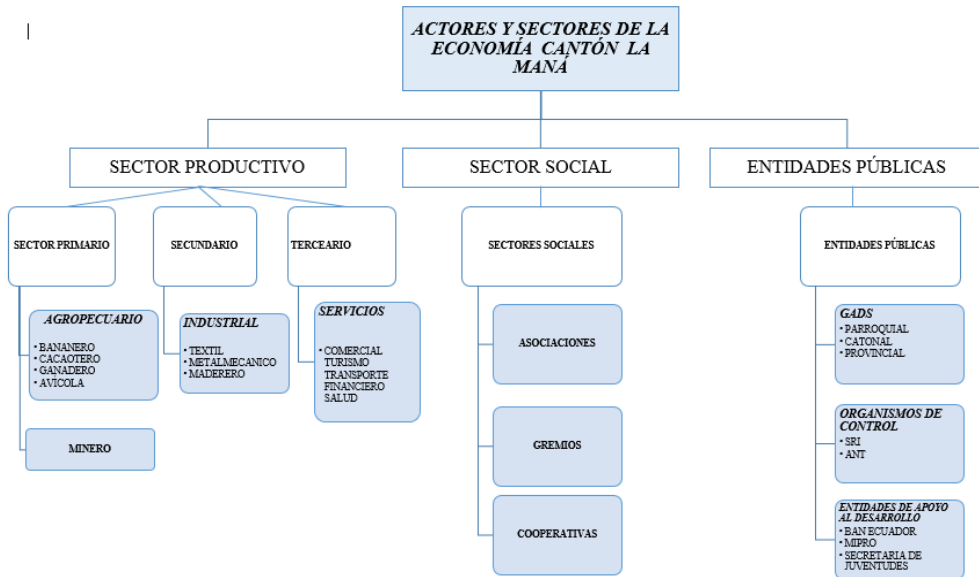 ACTORES Y SECTORES DE LA
ECONOMÍA CANTÓN LA
MANÁ
SECTOR PRODUCTIVO
SECTOR SOCIAL
ENTIDADES PÚBLICAS
SECTOR PRIMARIO
SECUNDARIO
TERCEARIO
SECTORES SOCIALES
ENTIDADES PÚBLICAS
AGROPECUARIO
• BANANERO
• CACAOTERO
• GANADERO
• AVICOLA
MINERO
INDUSTRIAL
• TEXTIL
• METALMECANICO
• MADERERO
SERVICIOS
• COMERCIAL
TURISMO
TRANSPORTE
FINANCIERO
SALUD
ASOCIACIONES
GREMIOS
COOPERATIVAS
GADS
• PARROQUIAL
• CATONAL
• PROVINCIAL
ORGANISMOS DE
CONTROL
• SRI
• ANT
ENTIDADES DE APOYO
AL DESARROLLO
• BAN ECUADOR
• MIPRO
• SECRETARIA DE
JUVENTUDES